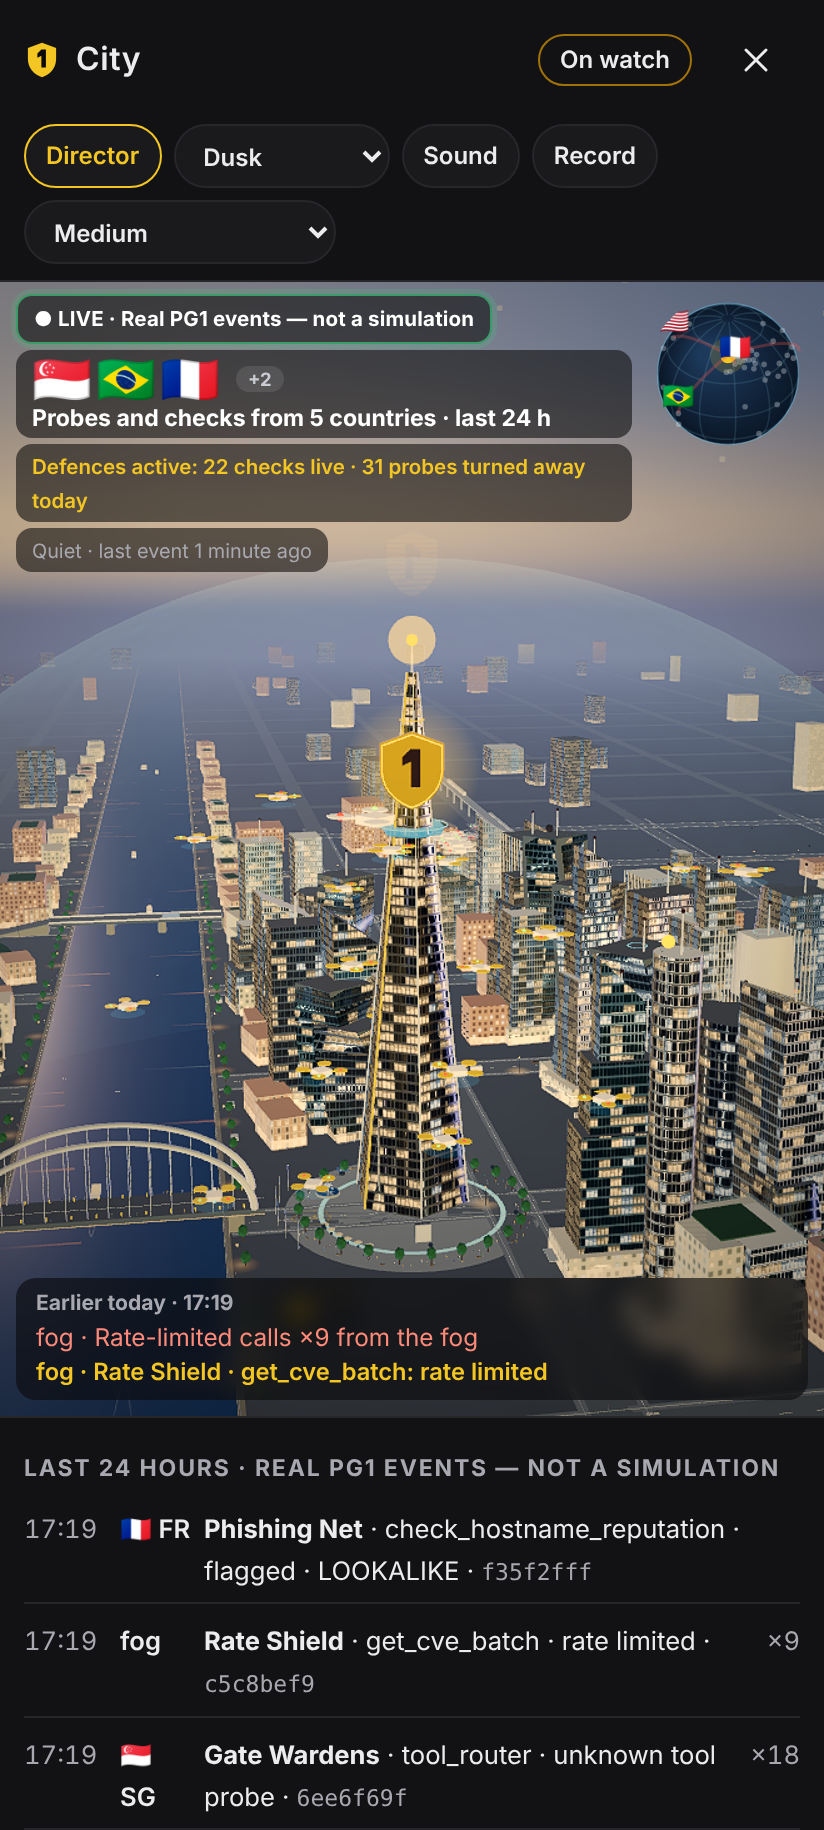 1 City
On watch
Director
Dusk
Sound
Record
Medium
LIVE · Real PG1 events — not a simulation
+2
Probes and checks from 5 countries · last 24 h
Defences active: 22 checks live · 31 probes turned away
today
Quiet · last event 1 minute ago
1
1
Earlier today · 17:19
fog · Rate-limited calls ×9 from the fog
fog · Rate Shield · get_cve_batch: rate limited
LAST 24 HOURS · REAL PG1 EVENTS — NOT A SIMULATION
17:19 FR Phishing Net · check_hostname_reputation ·
flagged · LOOKALIKE · f35f2fff
17:19 fog Rate Shield · get_cve_batch · rate limited · ×9
c5c8bef9
17:19 Gate Wardens · tool_router · unknown tool ×18
SG probe · 6ee6f69f